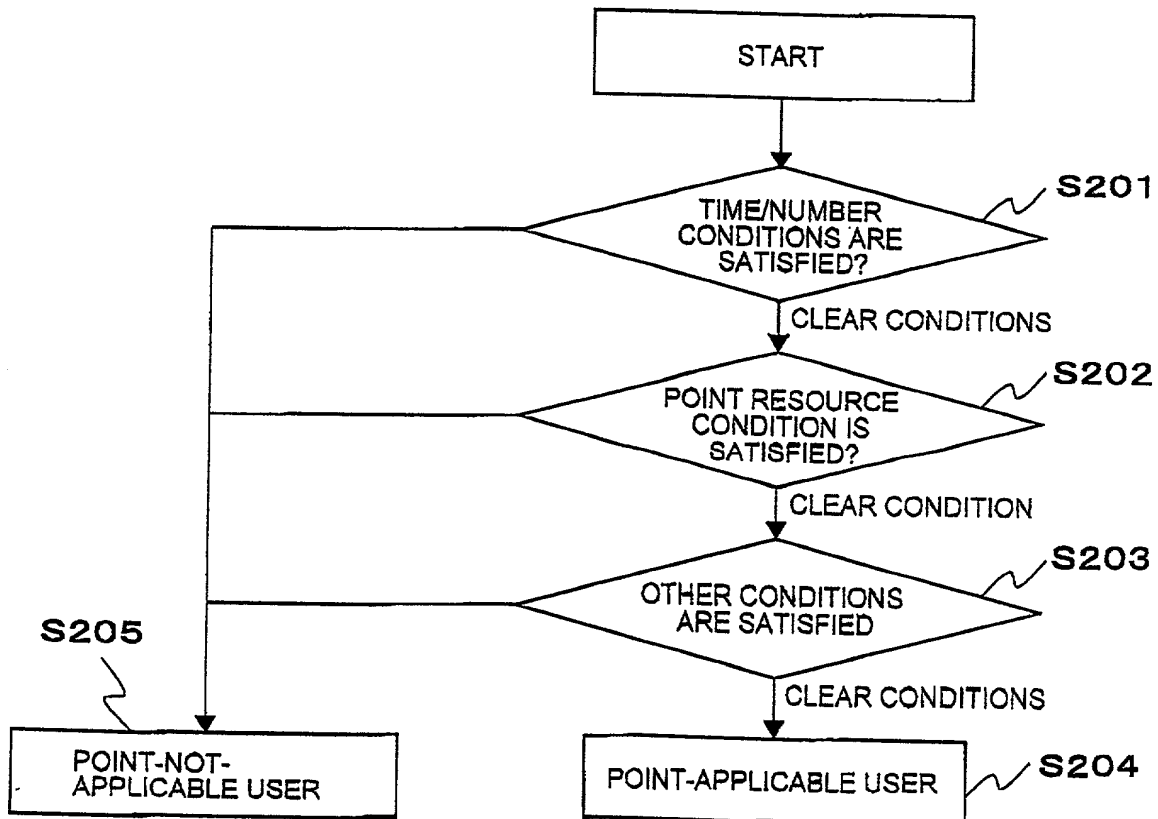 START
S201
TIME/NUMBER
CONDITIONS ARE
SATISFIED?
CLEAR CONDITIONS
S202
POINT RESOURCE
CONDITION IS
SATISFIED?
CLEAR CONDITION
S203
OTHER CONDITIONS
ARE SATISFIED
S205
CLEAR CONDITIONS
POINT-NOT-
APPLICABLE USER
POINT-APPLICABLE USER
S204